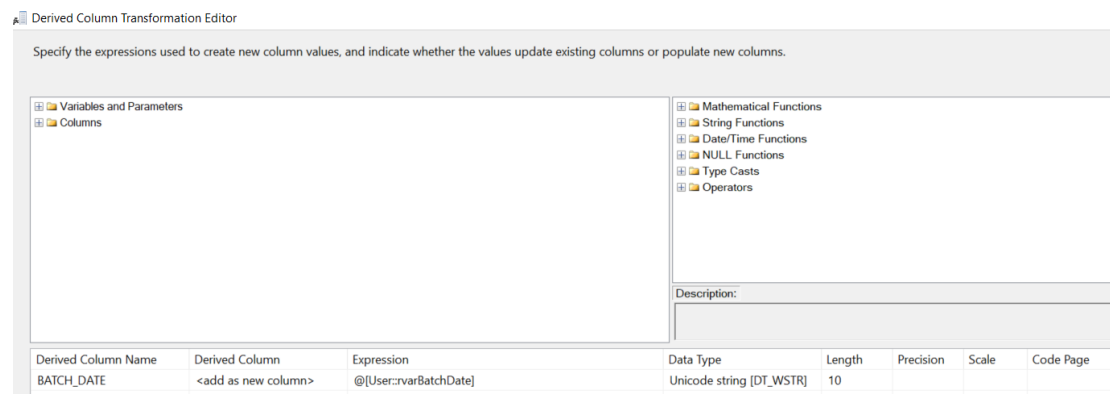 Derived Column Transformation Editor
Specify the expressions used to create new column values, and indicate whether the values update existing columns or populate new columns.
Variables and Parameters
Columns
Mathematical Functions
String Functions
Date/Time Functions
NULL Functions
Type Casts
Operators
Description:
Derived Column Name Derived Column Expression Data Type Length Precision Scale Code Page
BATCH_DATE <add as new column> @[User::rvarBatchDate] Unicode string [DT_WSTR] 10